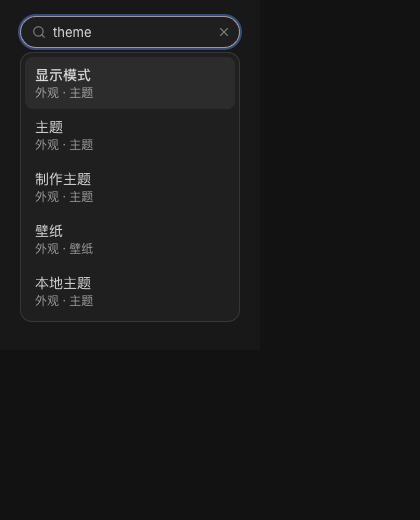 theme
显示模式
外观 · 主题
主题
外观 · 主题
制作主题
外观 · 主题
壁纸
外观 · 壁纸
本地主题
外观 · 主题